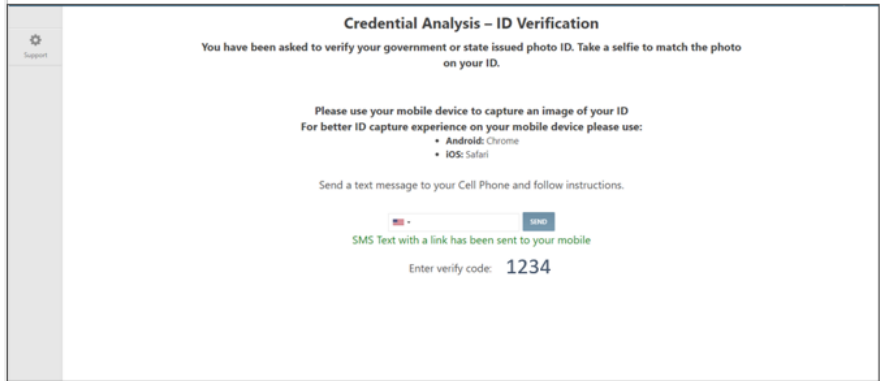 Credential Analysis – ID Verification
Support
You have been asked to verify your government or state issued photo ID. Take a selfie to match the photo
on your ID.
Please use your mobile device to capture an image of your ID
For better ID capture experience on your mobile device please use:
• Android: Chrome
• iOS: Safari
Send a text message to your Cell Phone and follow instructions.
SEND
SMS Text with a link has been sent to your mobile
Enter verify code: 1234